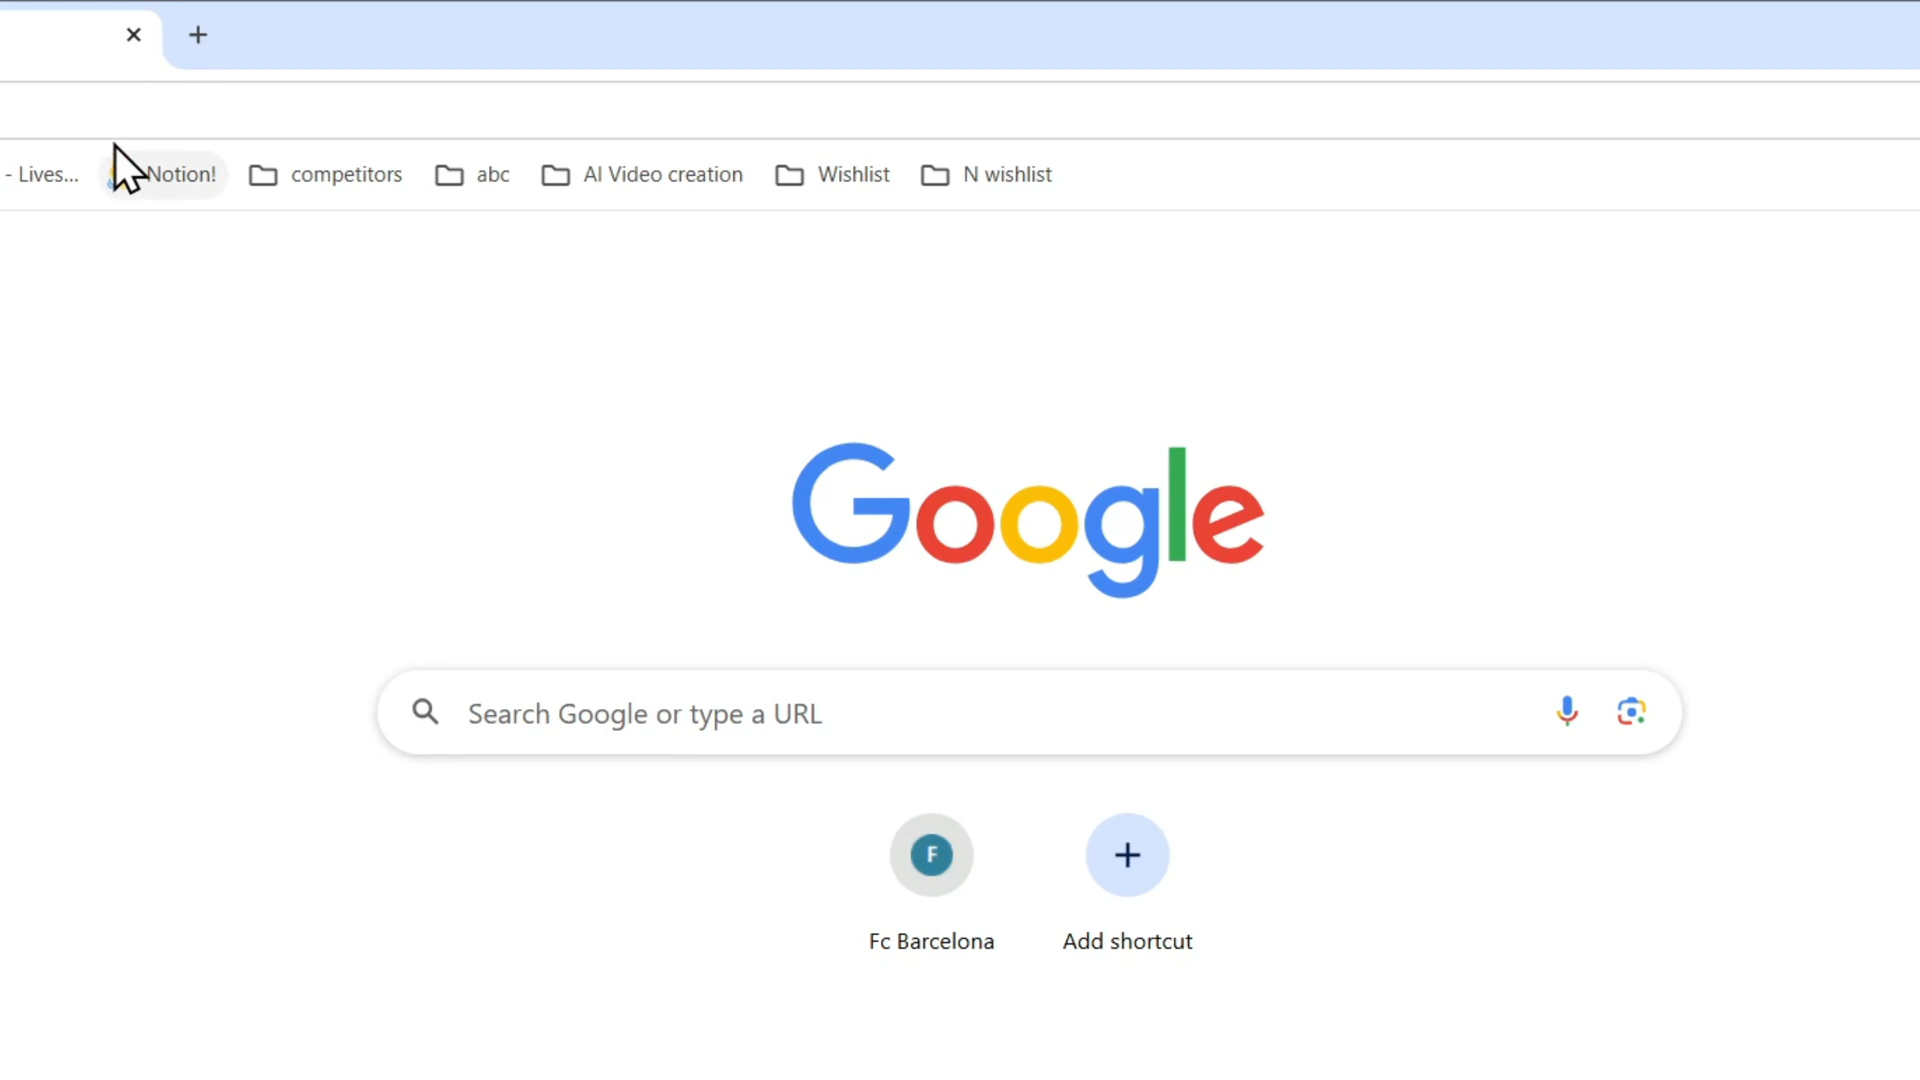 - Lives... Notion! competitors abc AI Video creation Wishlist N wishlist
Google
Search Google or type a URL
F
Fc Barcelona Add shortcut